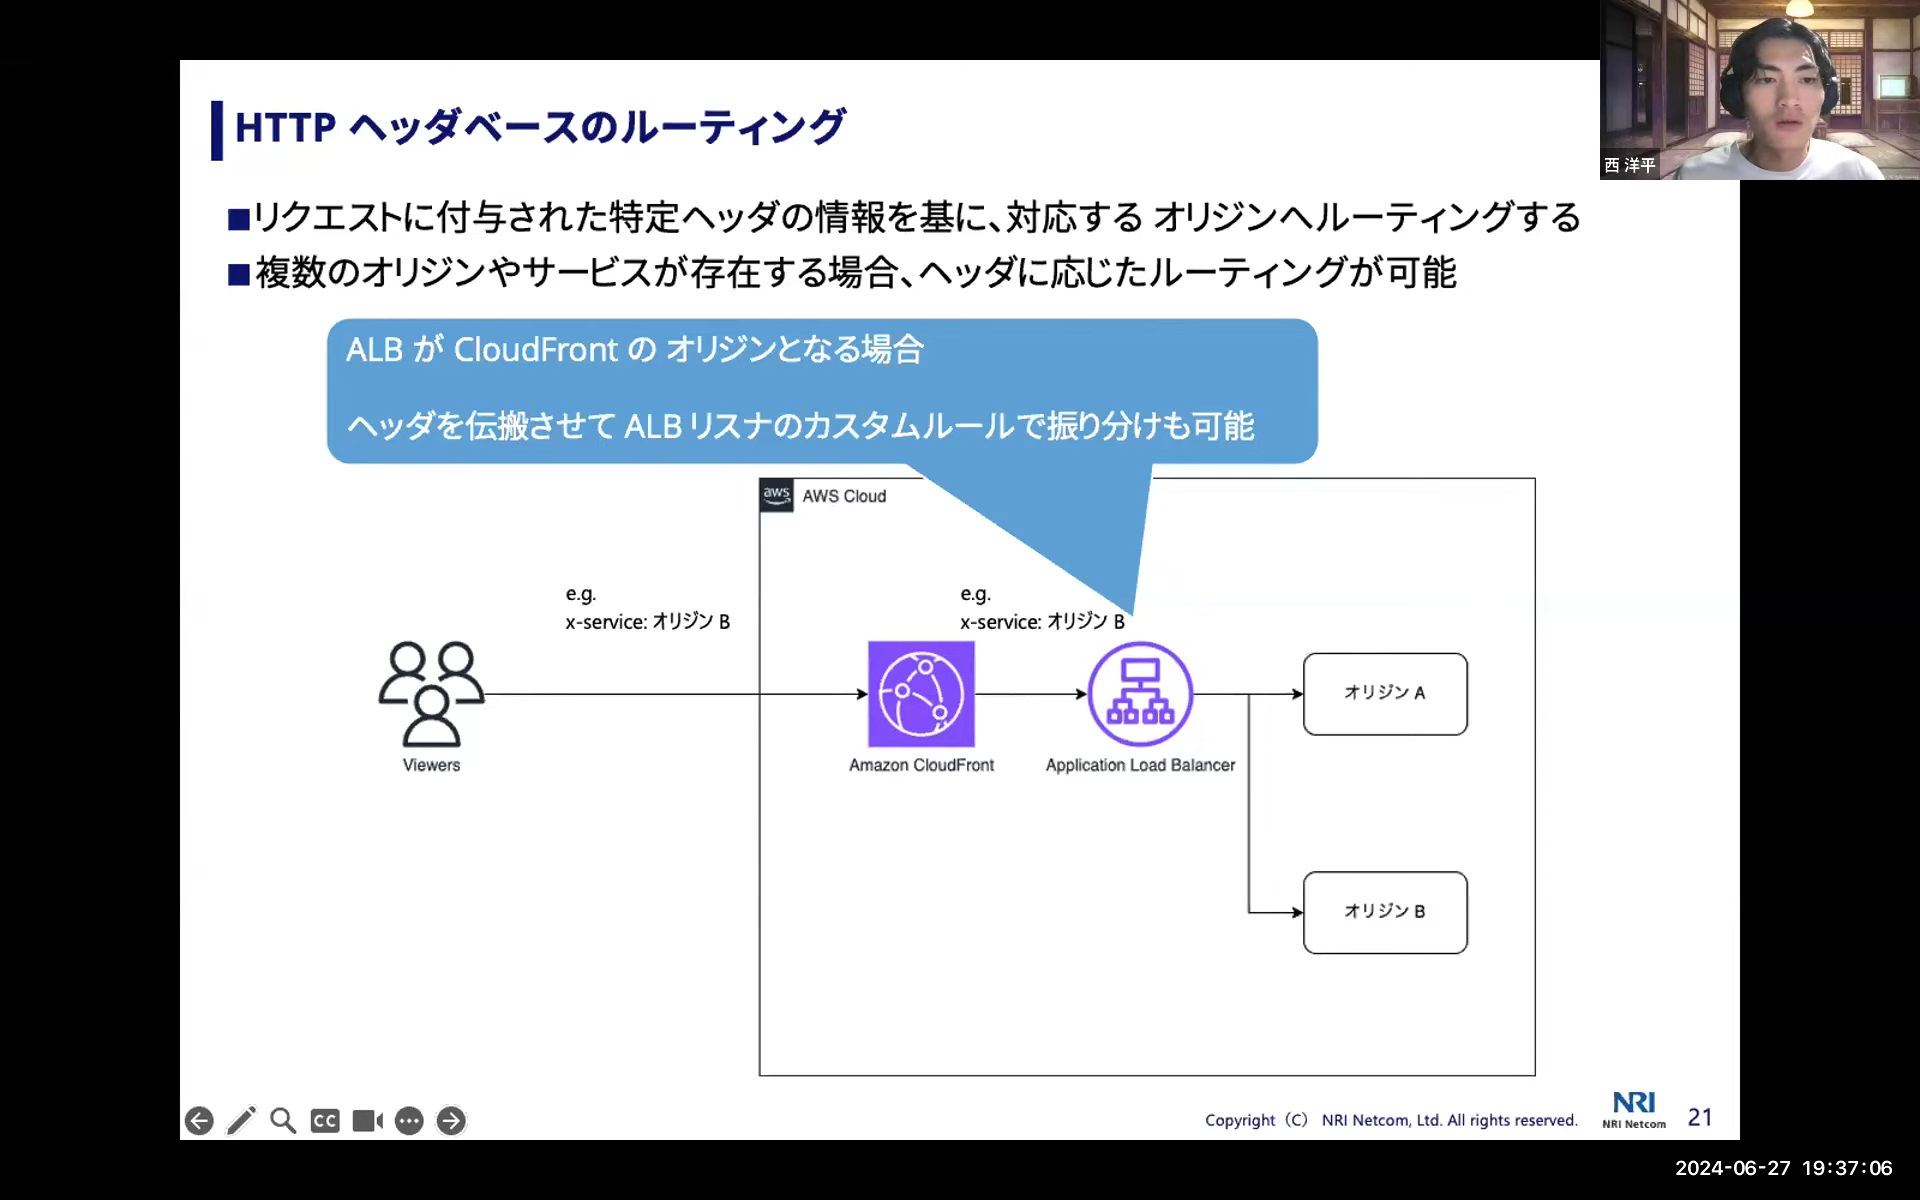 HTTP ヘッダベースのルーティング
西 洋平
■リクエストに付与された特定ヘッダの情報を基に、対応する オリジンへルーティングする
■複数のオリジンやサービスが存在する場合、ヘッダに応じたルーティングが可能
ALB が CloudFront の オリジンとなる場合
ヘッダを伝搬させて ALB リスナのカスタムルールで振り分けも可能
aws
AWS Cloud
e.g.
x-service: オリジン B
e.g.
x-service: オリジン B
オリジン A
Viewers
Amazon CloudFront
Application Load Balancer
オリジン B
CC
Copyright（C） NRI Netcom, Ltd. All rights reserved.
NRI
NRI Netcom
21
2024-06-27 19:37:06